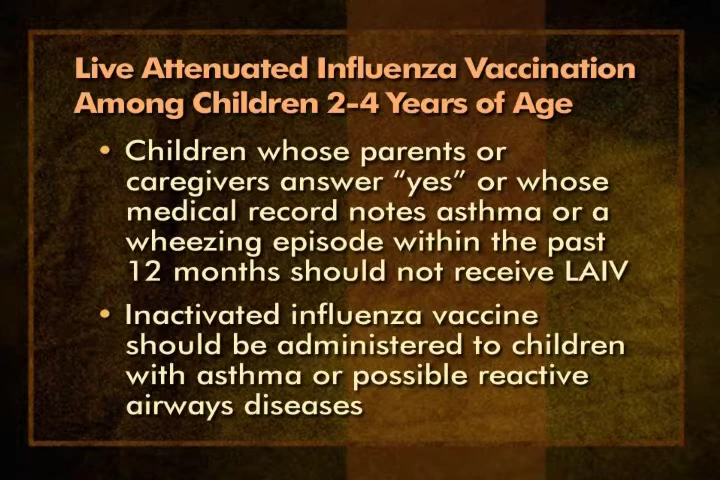 Live Attenuated Influenza Vaccination
Among Children 2-4 Years of Age
• Children whose parents or
caregivers answer “yes” or whose
medical record notes asthma or a
wheezing episode within the past
12 months should not receive LAIV
• Inactivated influenza vaccine
should be administered to children
with asthma or possible reactive
airways diseases